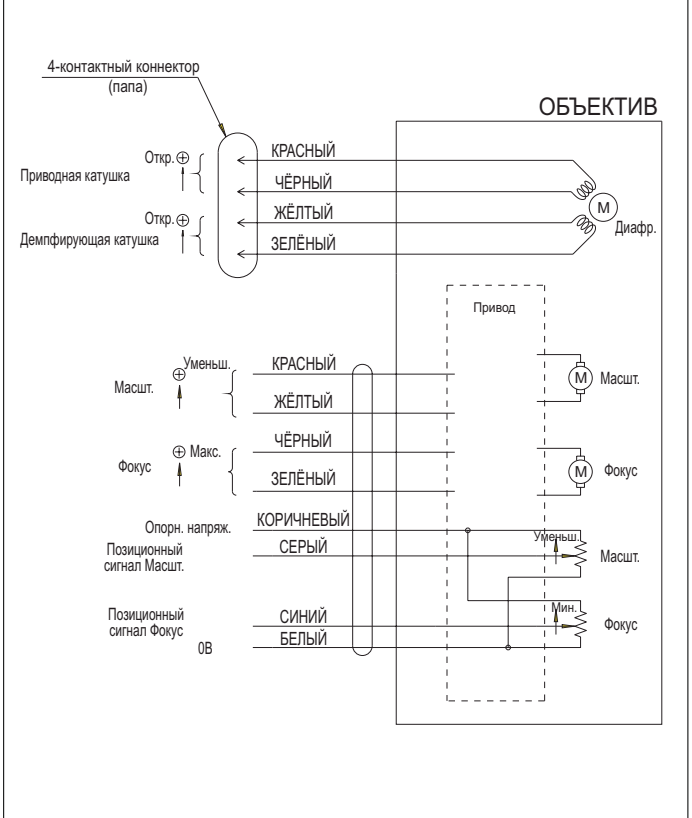 4-контактный коннектор
(папа)
ОБЪЕКТИВ
Откр.
КРАСНЫЙ
Приводная катушка
ЧЁРНЫЙ
M
Откр.
ЖЁЛТЫЙ
Диафр.
Демпфирующая катушка
ЗЕЛЁНЫЙ
Привод
Уменьш.
КРАСНЫЙ
Масшт.
M
Масшт.
ЖЁЛТЫЙ
Макс.
ЧЁРНЫЙ
Фокус
M
Фокус
ЗЕЛЁНЫЙ
Опорн. напряж.
КОРИЧНЕВЫЙ
Уменьш.
Позиционный
сигнал Масшт.
СЕРЫЙ
Масшт.
Мин.
Позиционный
сигнал Фокус
СИНИЙ
Фокус
0В
БЕЛЫЙ